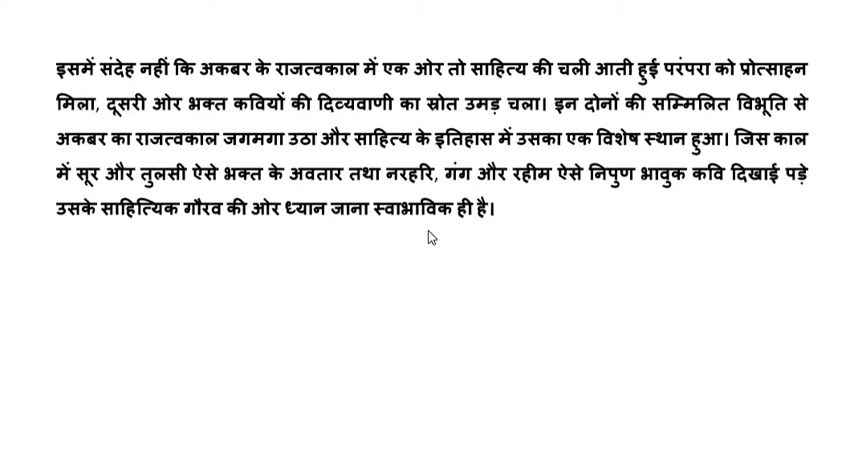 इसमें संदेह नहीं कि अकबर के राजत्वकाल में एक ओर तो साहित्य की चली आती हुई परंपरा को प्रोत्साहन
मिला, दूसरी ओर भक्त कवियों की दिव्यवाणी का स्रोत उमड़ चला। इन दोनों की सम्मिलित विभूति से
अकबर का राजत्वकाल जगमगा उठा और साहित्य के इतिहास में उसका एक विशेष स्थान हुआ। जिस काल
में सूर और तुलसी ऐसे भक्त के अवतार तथा नरहरि, गंग और रहीम ऐसे निपुण भावुक कवि दिखाई पड़े
उसके साहित्यिक गौरव की ओर ध्यान जाना स्वाभाविक ही है।